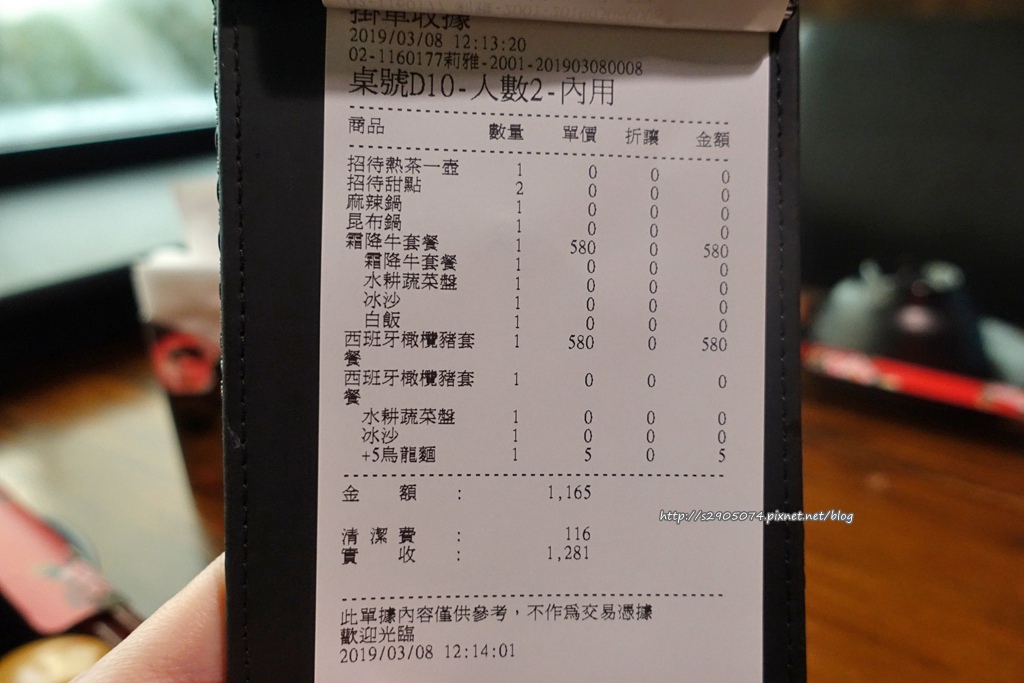 掛單收據
2019/03/08 12:13:20
02-1160177莉雅-2001-201903080008
桌號D10-人數2-內用
商品 數量 單價 折讓 金額
招待熱茶一壺 1 0 0 0
招待甜點 2 0 0 0
麻辣鍋 1 0 0 0
昆布鍋 1 0 0 0
霜降牛套餐 1 580 0 580
霜降牛套餐 1 0 0 0
水耕蔬菜盤 1 0 0 0
冰沙 1 0 0 0
白飯 1 0 0 0
西班牙橄欖豬套 1 580 0 580
餐
西班牙橄欖豬套 1 0 0 0
餐
水耕蔬菜盤 1 0 0 0
冰沙 1 0 0 0
+5烏龍麵 1 5 0 5
金額: 1,165
http://s2905074.pixnet.net/blog
清潔費: 116
實收: 1,281
此單據內容僅供參考，不作為交易憑據
歡迎光臨
2019/03/08 12:14:01